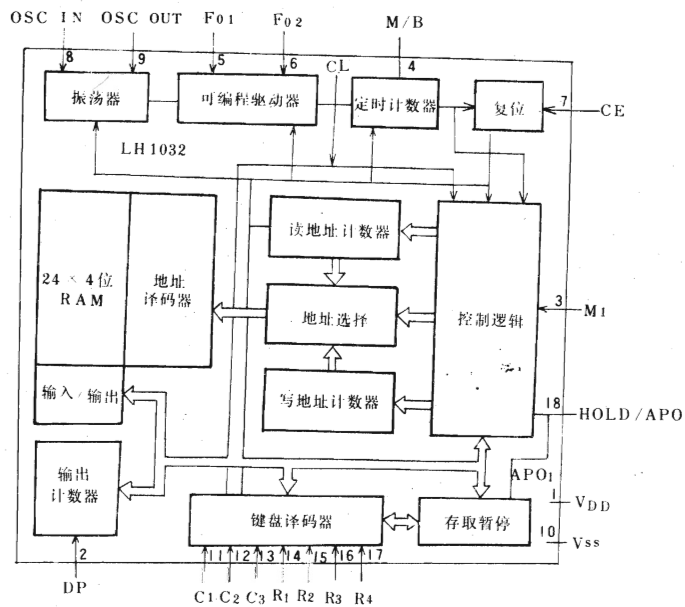 OSC IN OSC OUT F01 F02 M/B
8 9 5 6 CL 4
振荡器 可编程驱动器 定时计数器 复位 7 CE
LH1032
24×4位
RAM
地址
译码器
读地址计数器
地址选择
写地址计数器
控制逻辑
3 M1
输入/输出
18 HOLD/APO
输出
计数器
APO1
1 VDD
键盘译码器
存取暂停
10 Vss
2 11 12 13 14 15 16 17
DP C1 C2 C3 R1 R2 R3 R4